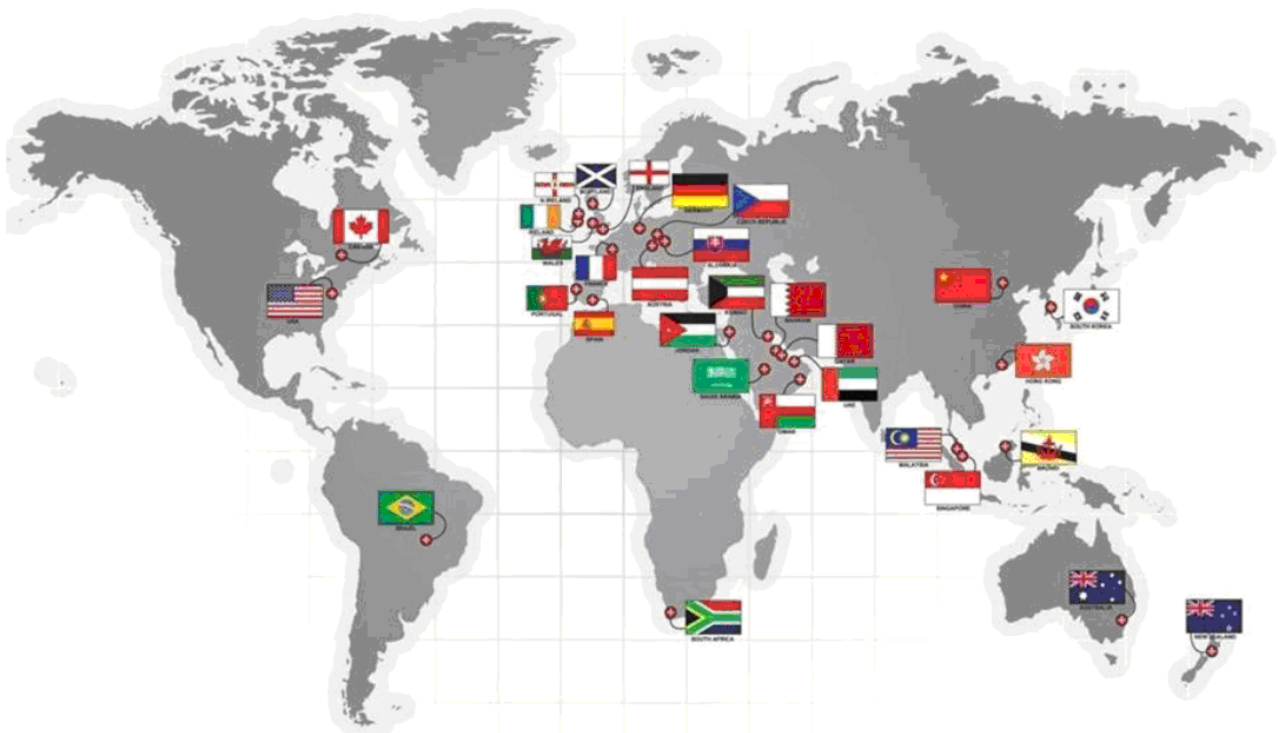 SCOTLAND
N.IRELAND
ENGLAND
GERMANY
CZECH REPUBLIC
IRELAND
WALES
SLOVAKIA
CANADA
FRANCE
AUSTRIA
KUWAIT
BAHRAIN
CHINA
USA
PORTUGAL
SPAIN
JORDAN
QATAR
SOUTH KOREA
HONG KONG
SAUDI ARABIA
UAE
OMAN
MALAYSIA
BRUNEI
SINGAPORE
BRAZIL
AUSTRALIA
SOUTH AFRICA
NEW ZEALAND